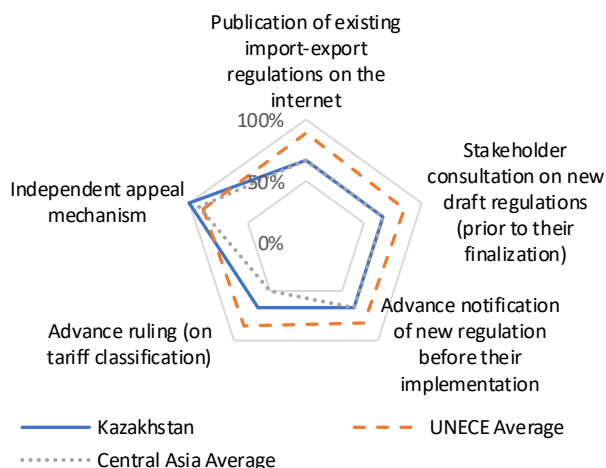 Publication of existing
import-export
regulations on the
internet
100%
50%
0%
Stakeholder
consultation on new
draft regulations
(prior to their
finalization)
Independent appeal
mechanism
Advance ruling (on
tariff classification)
Advance notification
of new regulation
before their
implementation
Kazakhstan
UNECE Average
Central Asia Average